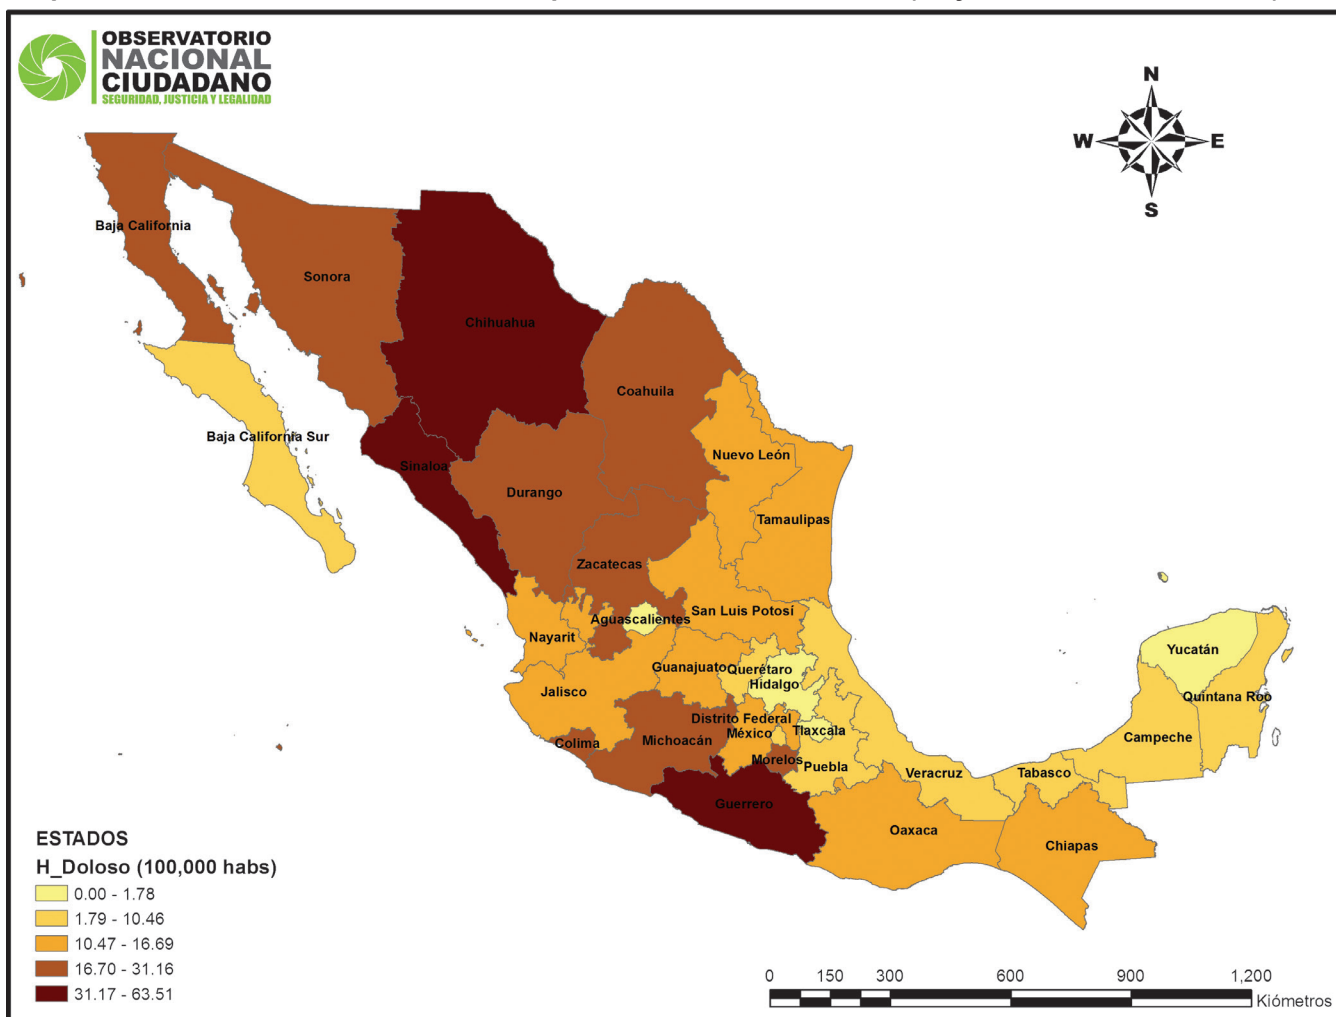 OBSERVATORIO
NACIONAL
CIUDADANO
SEGURIDAD, JUSTICIA Y LEGALIDAD
N
W
E
S
Baja California
Sonora
Chihuahua
Coahuila
Baja California Sur
Nuevo León
Sinaloa
Durango
Tamaulipas
Zacatecas
San Luis Potosí
Aguascalientes
Nayarit
Yucatán
Guanajuato
Querétaro
Hidalgo
Jalisco
Quintana Roo
Distrito Federal
México
Tlaxcala
Campeche
Colima
Michoacán
Morelos
Puebla
Veracruz
Tabasco
Guerrero
Oaxaca
Chiapas
ESTADOS
H_Doloso (100,000 habs)
0.00 - 1.78
1.79 - 10.46
10.47 - 16.69
16.70 - 31.16
31.17 - 63.51
0 150 300 600 900 1,200
Kiómetros